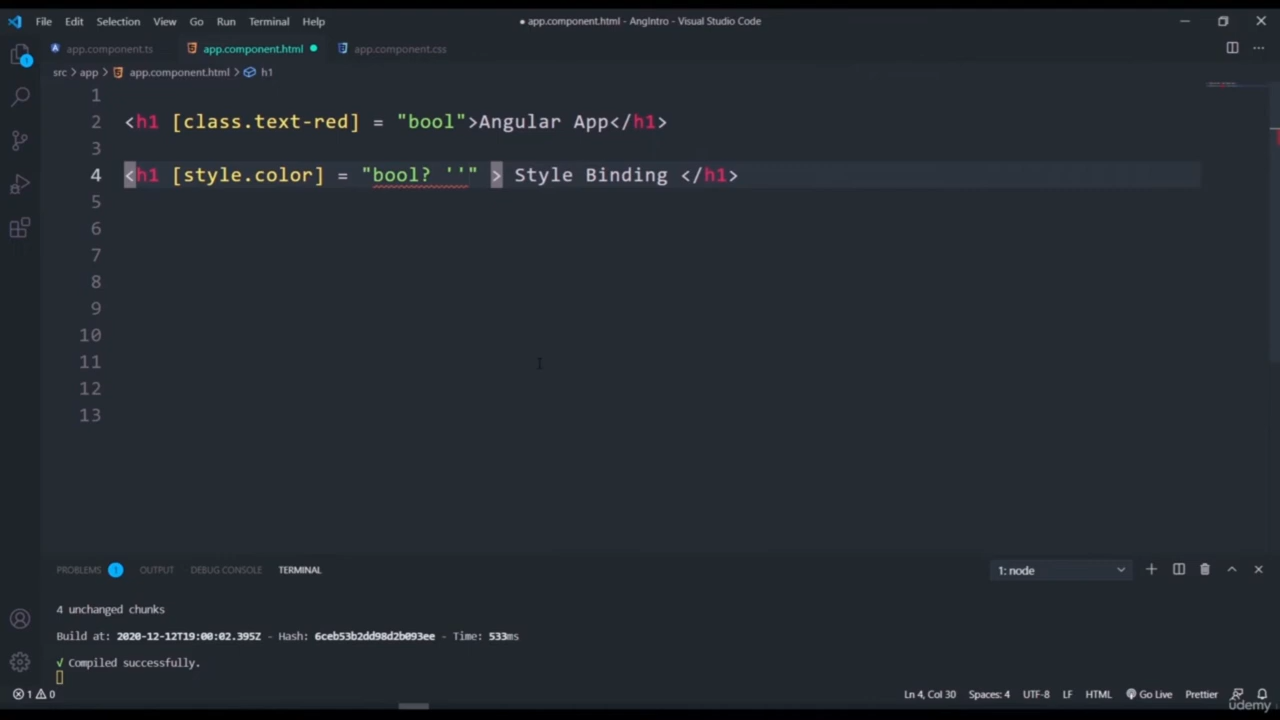 File Edit Selection View Go Run Terminal Help
● app.component.html - AngIntro - Visual Studio Code
app.component.ts app.component.html app.component.css
src > app > app.component.html > h1
1
2 <h1 [class.text-red] = "bool">Angular App</h1>
3
4 <h1 [style.color] = "bool? ''" > Style Binding </h1>
5
6
7
8
9
10
11
12
13
PROBLEMS 1 OUTPUT DEBUG CONSOLE TERMINAL 1: node
4 unchanged chunks
Build at: 2020-12-12T19:00:02.395Z - Hash: 6ceb53b2dd98d2b093ee - Time: 533ms
√ Compiled successfully.
1 0 Ln 4, Col 30 Spaces: 4 UTF-8 LF HTML Go Live Prettier
udemy